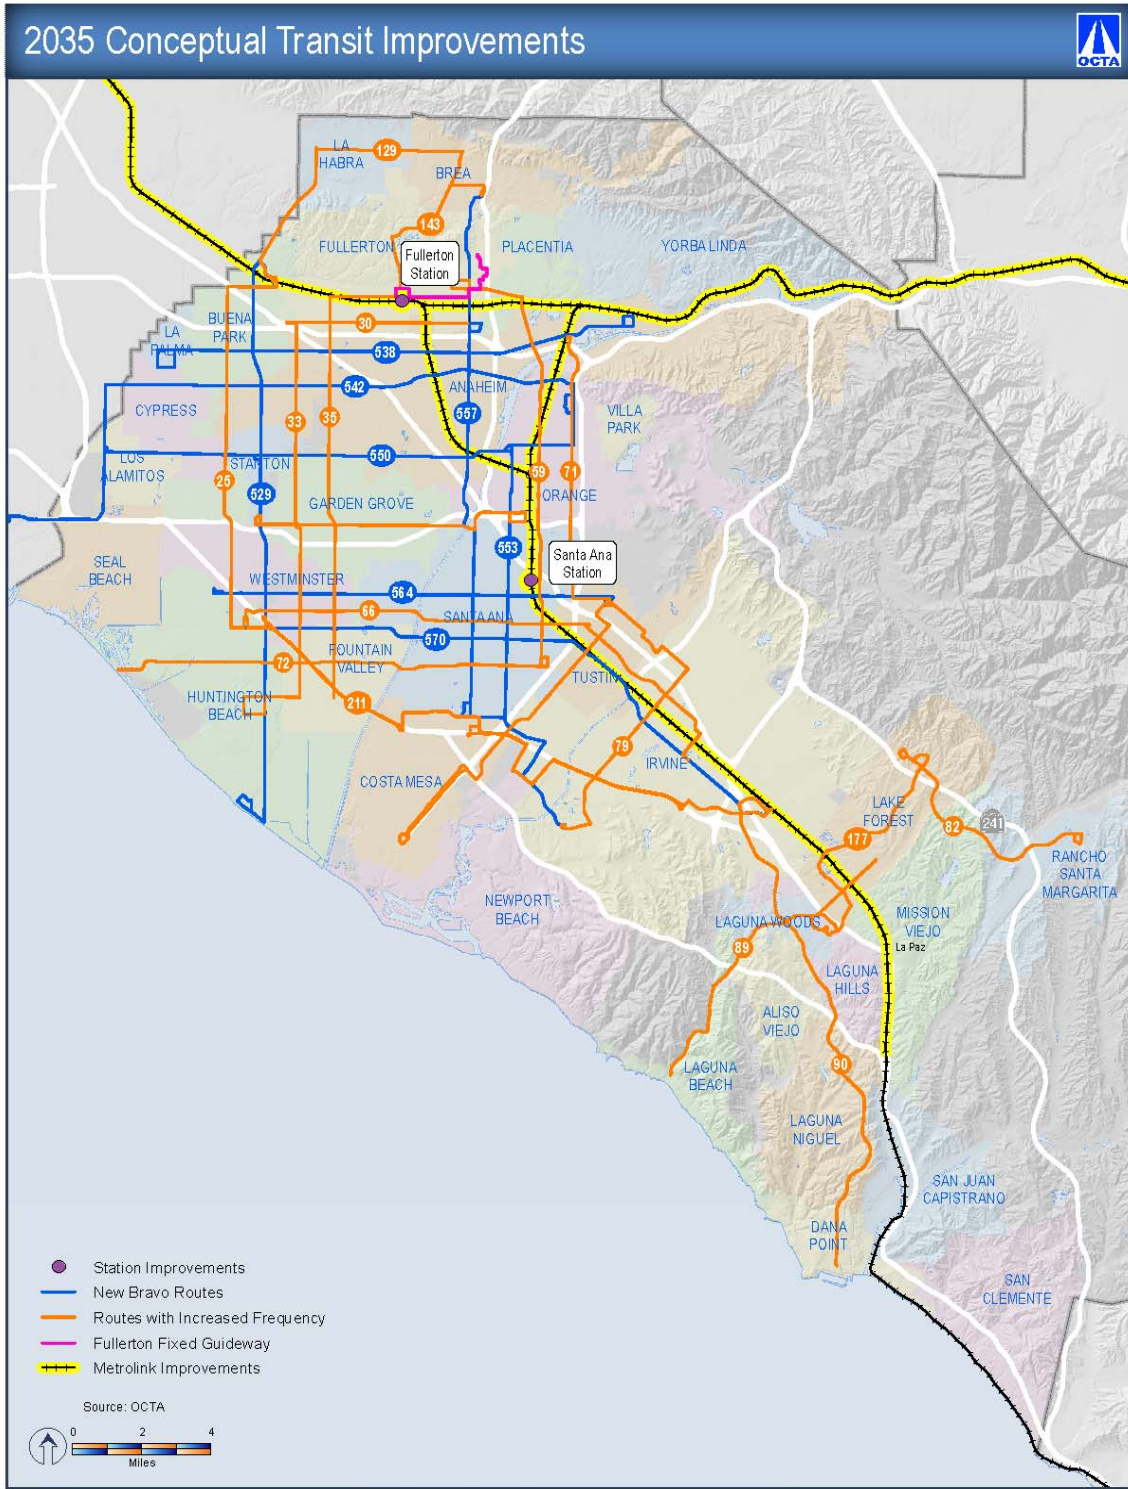 2035 Conceptual Transit Improvements
OCTA
LA
HABRA
129
BREA
143
FULLERTON
PLACENTIA
YORBA LINDA
Fullerton
Station
BUENA
PARK
30
LA
PALMA
538
542
ANAHEIM
CYPRESS
33
35
557
VILLA
PARK
LOS
ALAMITOS
STANTON
550
25
529
59
71
ORANGE
GARDEN GROVE
553
SEAL
BEACH
Santa Ana
Station
WESTMINSTER
564
66
SANTA ANA
570
FOUNTAIN
VALLEY
72
TUSTIN
HUNTINGTON
BEACH
211
79
IRVINE
COSTA MESA
LAKE
FOREST
177
82
241
RANCHO
SANTA
MARGARITA
NEWPORT
BEACH
LAGUNA WOODS
MISSION
VIEJO
La Paz
89
LAGUNA
HILLS
ALISO
VIEJO
LAGUNA
BEACH
90
LAGUNA
NIGUEL
SAN JUAN
CAPISTRANO
DANA
POINT
SAN
CLEMENTE
Station Improvements
New Bravo Routes
Routes with Increased Frequency
Fullerton Fixed Guideway
Metrolink Improvements
Source: OCTA
0 2 4
Miles